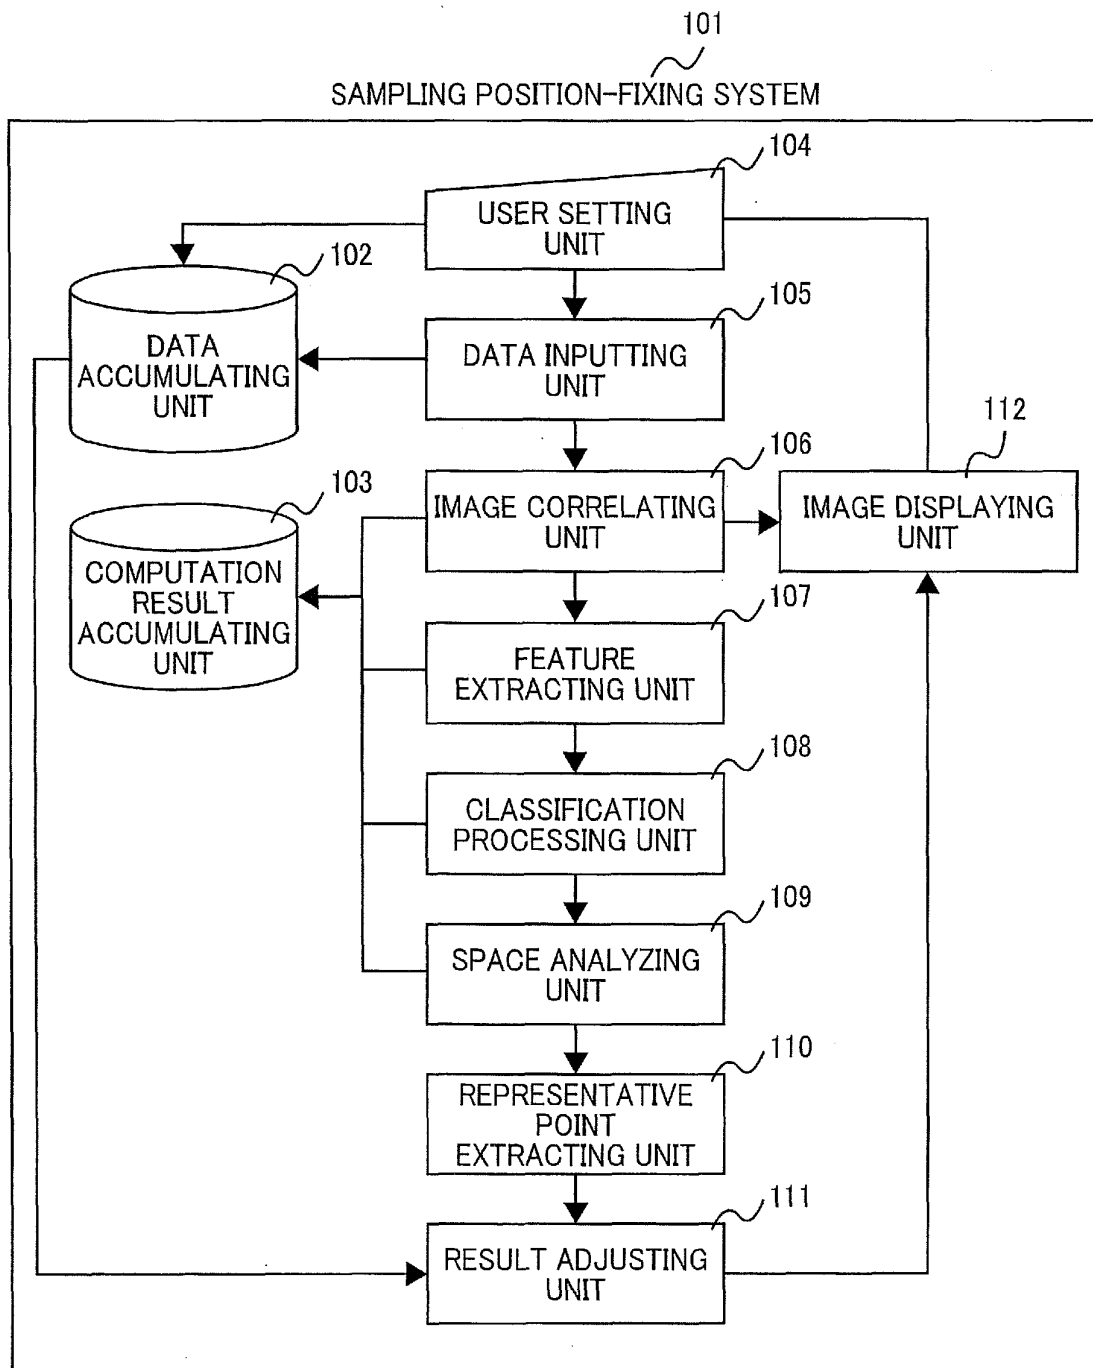 101
SAMPLING POSITION-FIXING SYSTEM
104
USER SETTING
UNIT
102
DATA
ACCUMULATING
UNIT
105
DATA INPUTTING
UNIT
112
IMAGE DISPLAYING
UNIT
106
IMAGE CORRELATING
UNIT
103
COMPUTATION
RESULT
ACCUMULATING
UNIT
107
FEATURE
EXTRACTING UNIT
108
CLASSIFICATION
PROCESSING UNIT
109
SPACE ANALYZING
UNIT
110
REPRESENTATIVE
POINT
EXTRACTING UNIT
111
RESULT ADJUSTING
UNIT